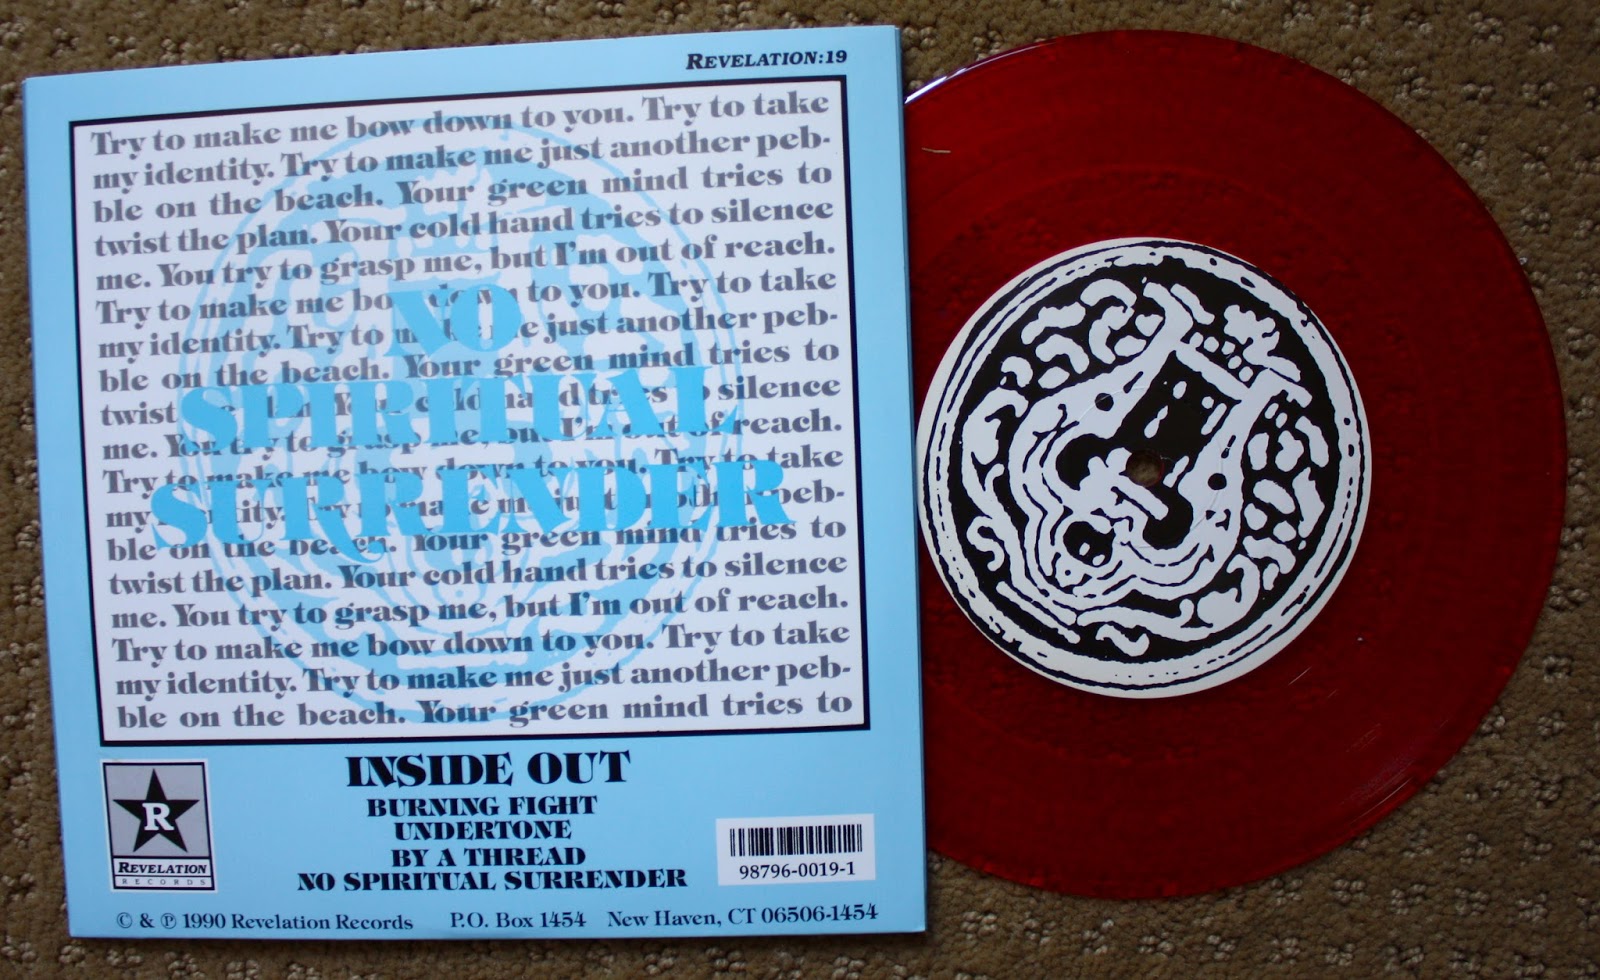 REVELATION:19
Try to make me bow down to you. Try to take
my identity. Try to make me just another peb-
ble on the beach. Your green mind tries to
twist the plan. Your cold hand tries to silence
me. You try to grasp me, but I'm out of reach.
Try to make me bow down to you. Try to take
my identity. Try to make me just another peb-
ble on the beach. Your green mind tries to
twist the plan. Your cold hand tries to silence
me. You try to grasp me, but I'm out of reach.
Try to make me bow down to you. Try to take
my identity. Try to make me just another peb-
ble on the beach. Your green mind tries to
twist the plan. Your cold hand tries to silence
me. You try to grasp me, but I'm out of reach.
Try to make me bow down to you. Try to take
my identity. Try to make me just another peb-
ble on the beach. Your green mind tries to
NO
SPIRITUAL
SURRENDER
INSIDE OUT
BURNING FIGHT
UNDERTONE
BY A THREAD
NO SPIRITUAL SURRENDER
R
REVELATION
RECORDS
98796-0019-1
© & ℗ 1990 Revelation Records P.O. Box 1454 New Haven, CT 06506-1454